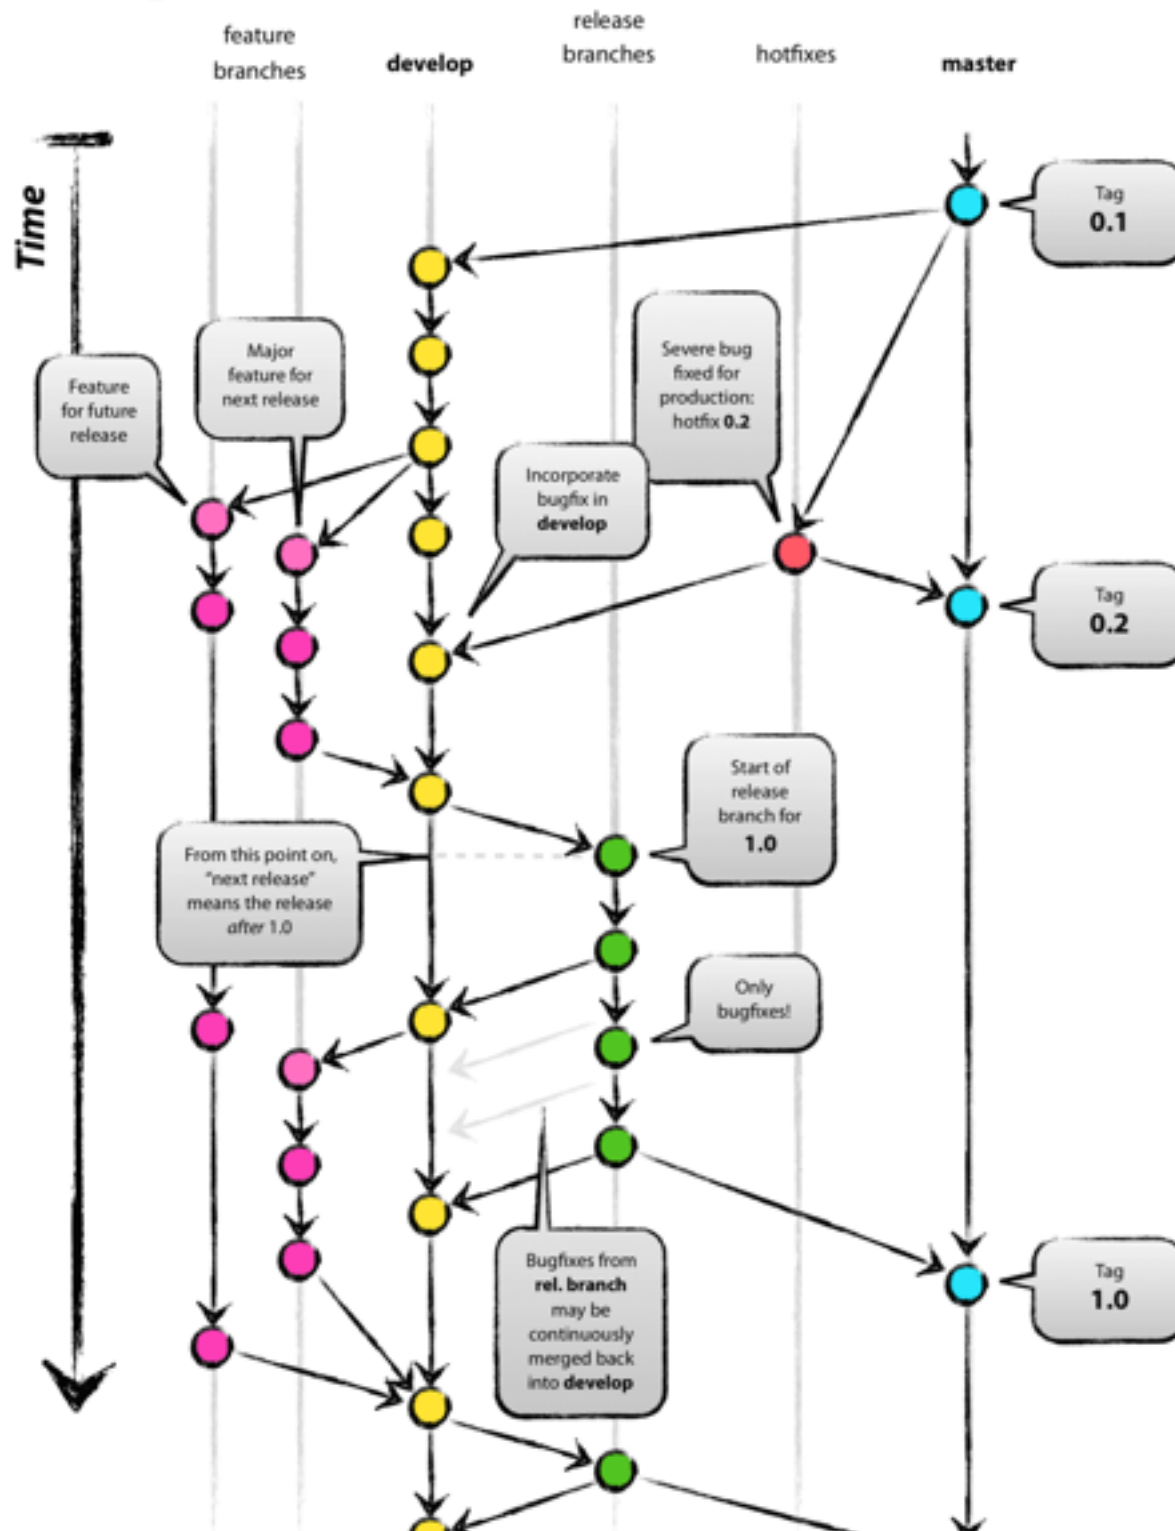 feature
branches
develop
release
branches
hotfixes
master
Time
Tag
0.1
Major
feature for
next release
Feature
for future
release
Severe bug
fixed for
production:
hotfix 0.2
Incorporate
bugfix in
develop
Tag
0.2
Start of
release
branch for
1.0
From this point on,
“next release”
means the release
after 1.0
Only
bugfixes!
Bugfixes from
rel. branch
may be
continuously
merged back
into develop
Tag
1.0